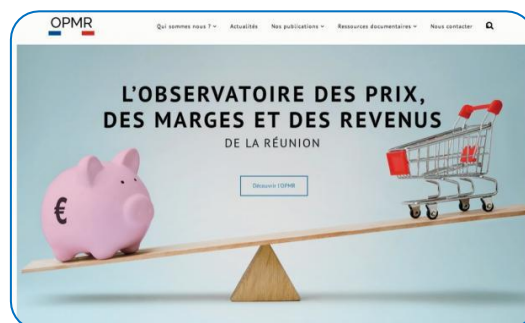 OPMR
Qui sommes nous ? Actualités Nos publications Ressources documentaires Nous contacter
L'OBSERVATOIRE DES PRIX,
DES MARGES ET DES REVENUS
DE LA RÉUNION
Découvrir l'OPMR
€